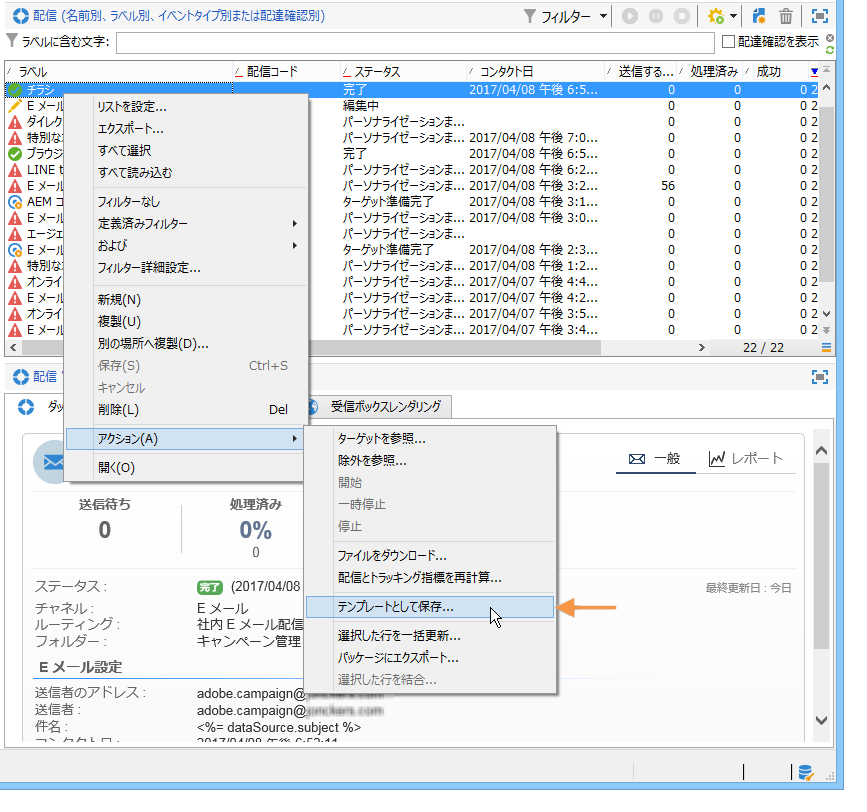 配信 (名前別、ラベル別、イベントタイプ別または配達確認別)
フィルター
ラベルに含む文字:
配達確認を表示
ラベル 配信コード ステータス コンタクト日 送信する... 処理済み 成功
チラシ 完了 2017/04/08 午後 6:5... 0 0 0 2
E メール 編集中 0 0 0 2
ダイレク パーソナライゼーションま... 0 0 0 2
特別な パーソナライゼーションま... 2017/04/08 午後 7:0... 0 0 0 2
ブラウジ 完了 2017/04/08 午後 6:5... 0 0 0 2
LINE t パーソナライゼーションま... 2017/04/08 午後 6:2... 0 0 0 2
E メール パーソナライゼーションま... 2017/04/08 午後 3:2... 56 0 0 2
AEM コ ターゲット準備完了 2017/04/08 午後 3:1... 0 0 0 2
E メール パーソナライゼーションま... 2017/04/08 午後 3:0... 0 0 0 2
エージェ パーソナライゼーションま... 0 0 0 2
E メール ターゲット準備完了 2017/04/08 午後 2:3... 0 0 0 2
特別な パーソナライゼーションま... 2017/04/08 午後 1:2... 0 0 0 2
オンライ パーソナライゼーションま... 2017/04/07 午後 4:4... 0 0 0 2
E メール パーソナライゼーションま... 2017/04/07 午後 4:2... 0 0 0 2
オンライ パーソナライゼーションま... 2017/04/07 午後 3:5... 0 0 0 2
E メール パーソナライゼーションま... 2017/04/07 午後 3:4... 0 0 0 2
22 / 22
リストを設定...
エクスポート...
すべて選択
すべて読み込む
フィルターなし
定義済みフィルター
および
フィルター詳細設定...
新規(N)
複製(U)
別の場所へ複製(D)...
保存(S) Ctrl+S
キャンセル
削除(L) Del
アクション(A)
開く(O)
ターゲットを参照...
除外を参照...
開始
一時停止
停止
ファイルをダウンロード...
配信とトラッキング指標を再計算...
テンプレートとして保存...
選択した行を一括更新...
パッケージにエクスポート...
選択した行を結合...
配信
ダッ 受信ボックスレンダリング
一般 レポート
送信待ち 処理済み
0 0%
0
ステータス : 完了 (2017/04/08
最終更新日 : 今日
チャネル : E メール
ルーティング : 社内 E メール配信
フォルダー : キャンペーン管理
E メール設定
送信者のアドレス : adobe.campaign@
送信者 : adobe.campaign@
件名 : <%= dataSource.subject %>
コンタクト日 : 2017/04/08 午後 6:52:11